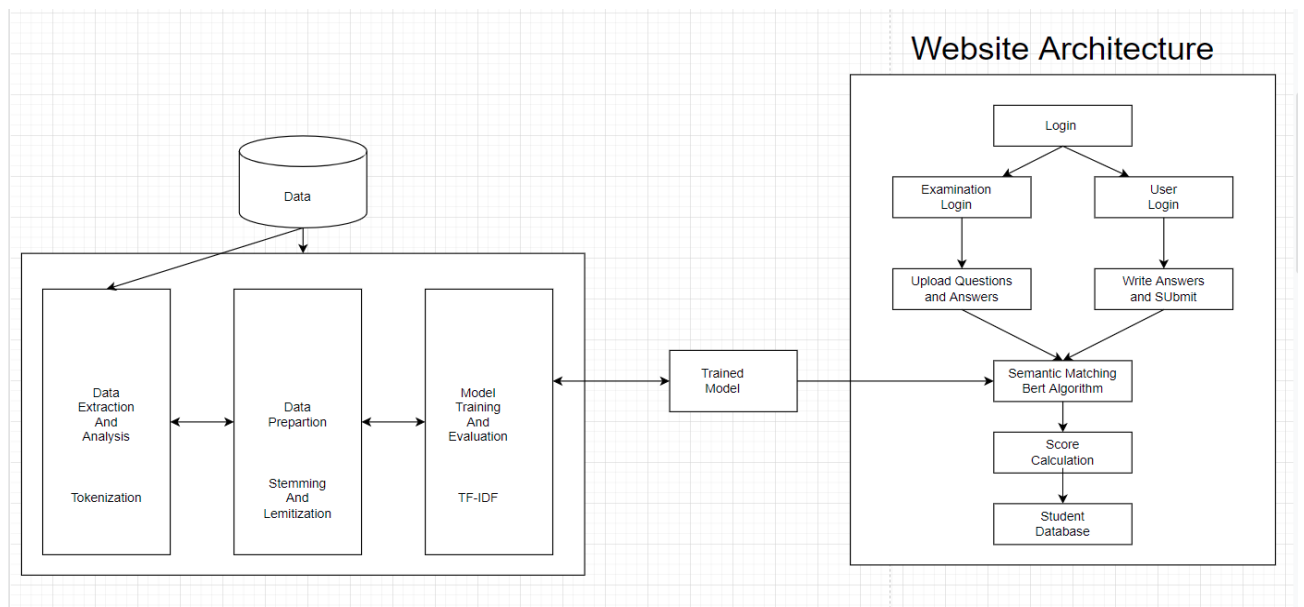 Website Architecture
Data
Data
Extraction
And
Analysis
Tokenization
Data
Prepartion
Stemming
And
Lemitization
Model
Training
And
Evaluation
TF-IDF
Trained
Model
Login
Examination
Login
User
Login
Upload Questions
and Answers
Write Answers
and SUbmit
Semantic Matching
Bert Algorithm
Score
Calculation
Student
Database